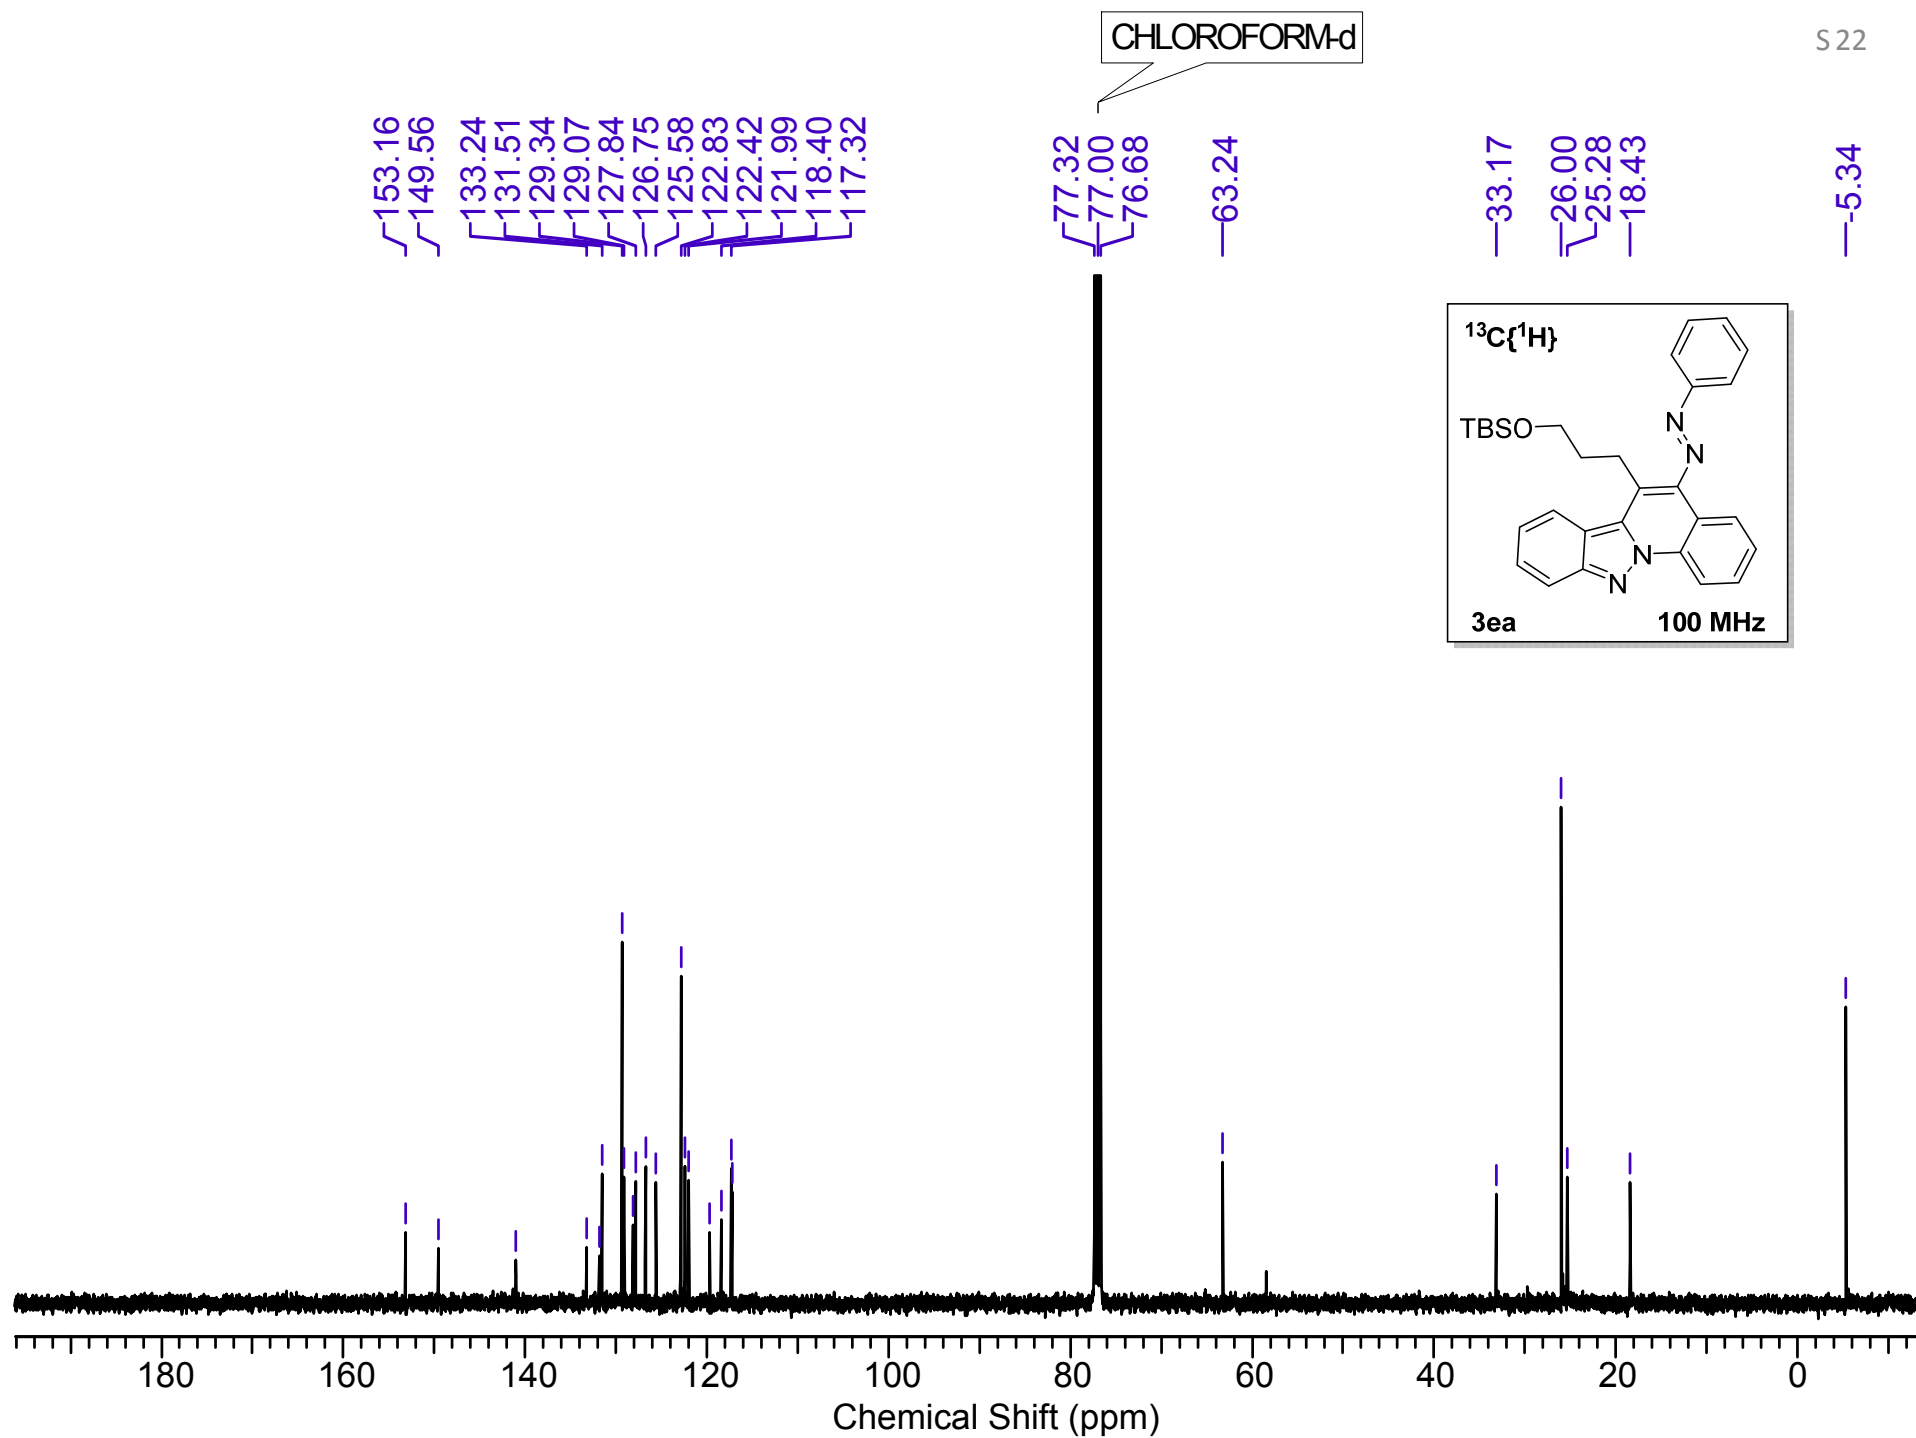 CHLOROFORM-d
S 22
153.16
149.56
133.24
131.51
129.34
129.07
127.84
126.75
125.58
122.83
122.42
121.99
118.40
117.32
77.32
77.00
76.68
63.24
33.17
26.00
25.28
18.43
-5.34
13C{1H}
TBSO
N
N
N
N
3ea 100 MHz
180 160 140 120 100 80 60 40 20 0
Chemical Shift (ppm)